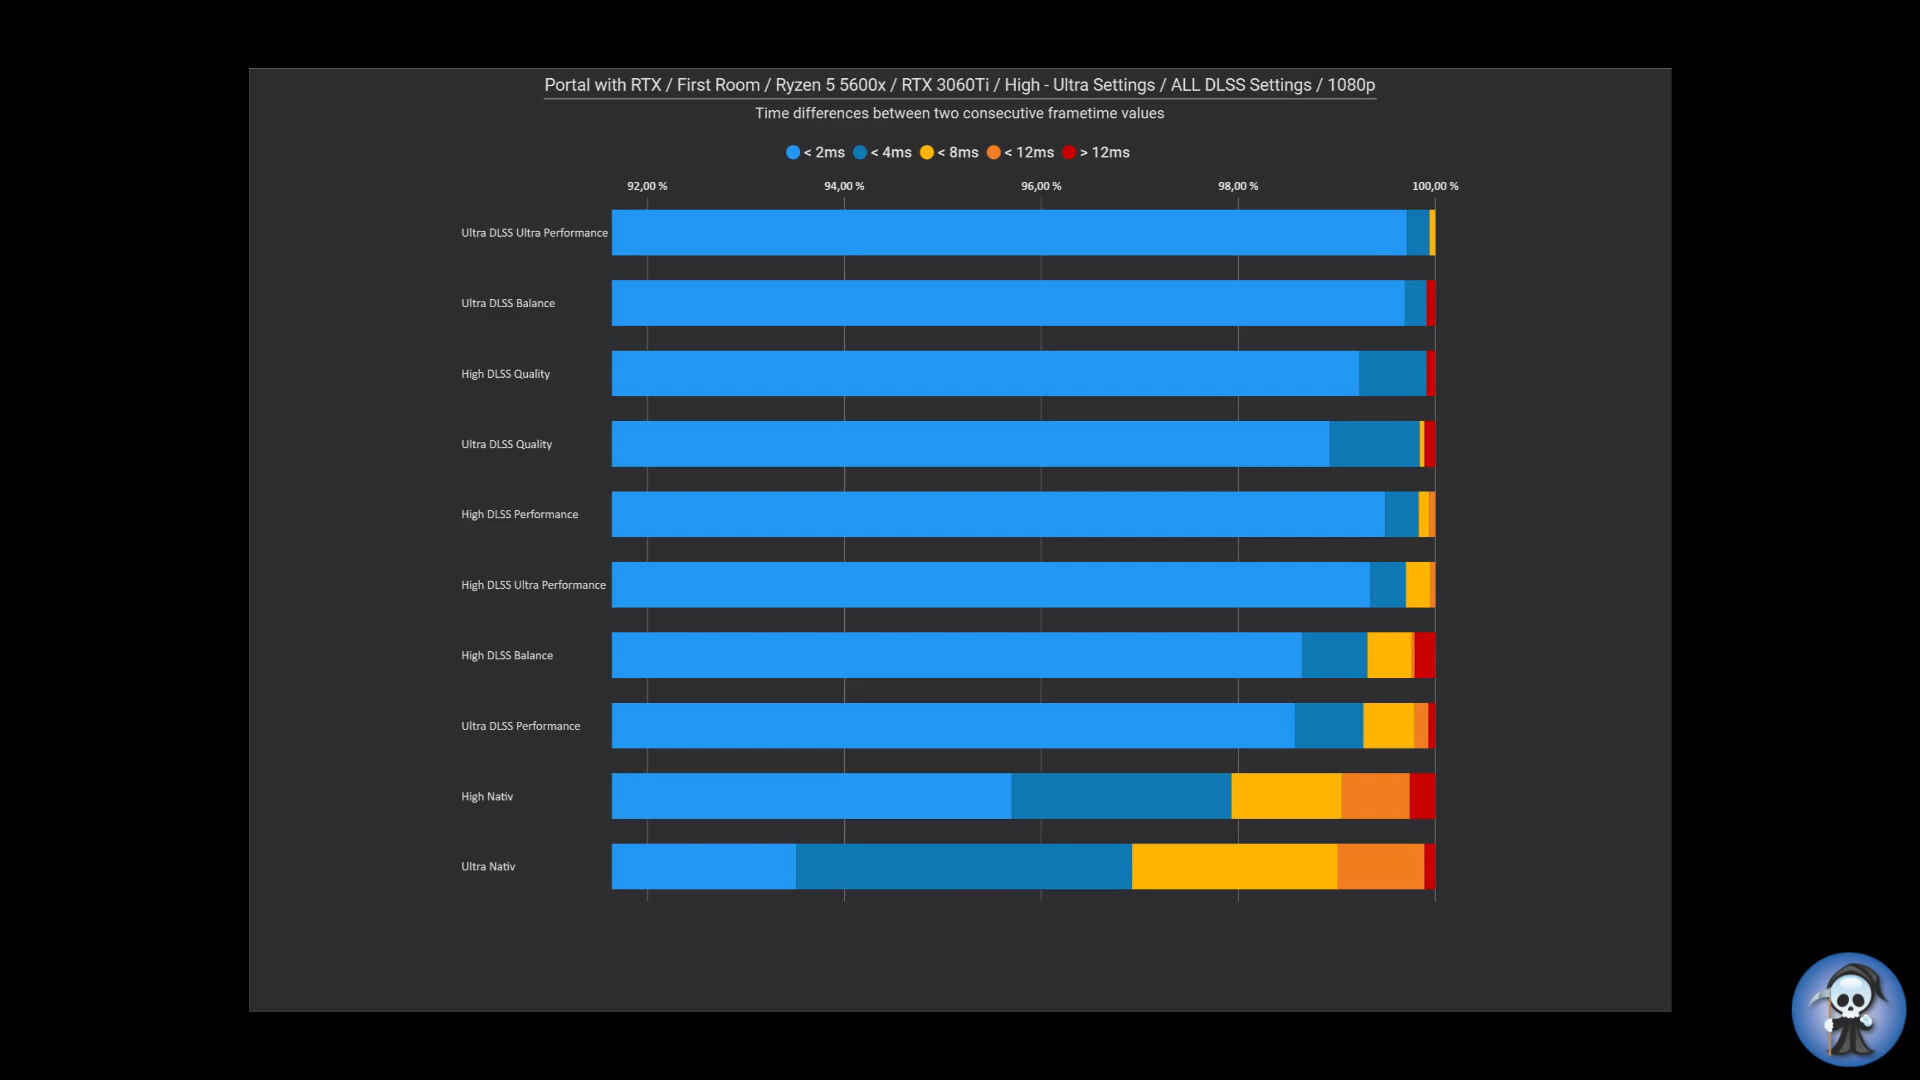 Portal with RTX / First Room / Ryzen 5 5600x / RTX 3060Ti / High - Ultra Settings / ALL DLSS Settings / 1080p
Time differences between two consecutive frametime values
< 2ms < 4ms < 8ms < 12ms > 12ms
92,00 % 94,00 % 96,00 % 98,00 % 100,00 %
Ultra DLSS Ultra Performance
Ultra DLSS Balance
High DLSS Quality
Ultra DLSS Quality
High DLSS Performance
High DLSS Ultra Performance
High DLSS Balance
Ultra DLSS Performance
High Nativ
Ultra Nativ